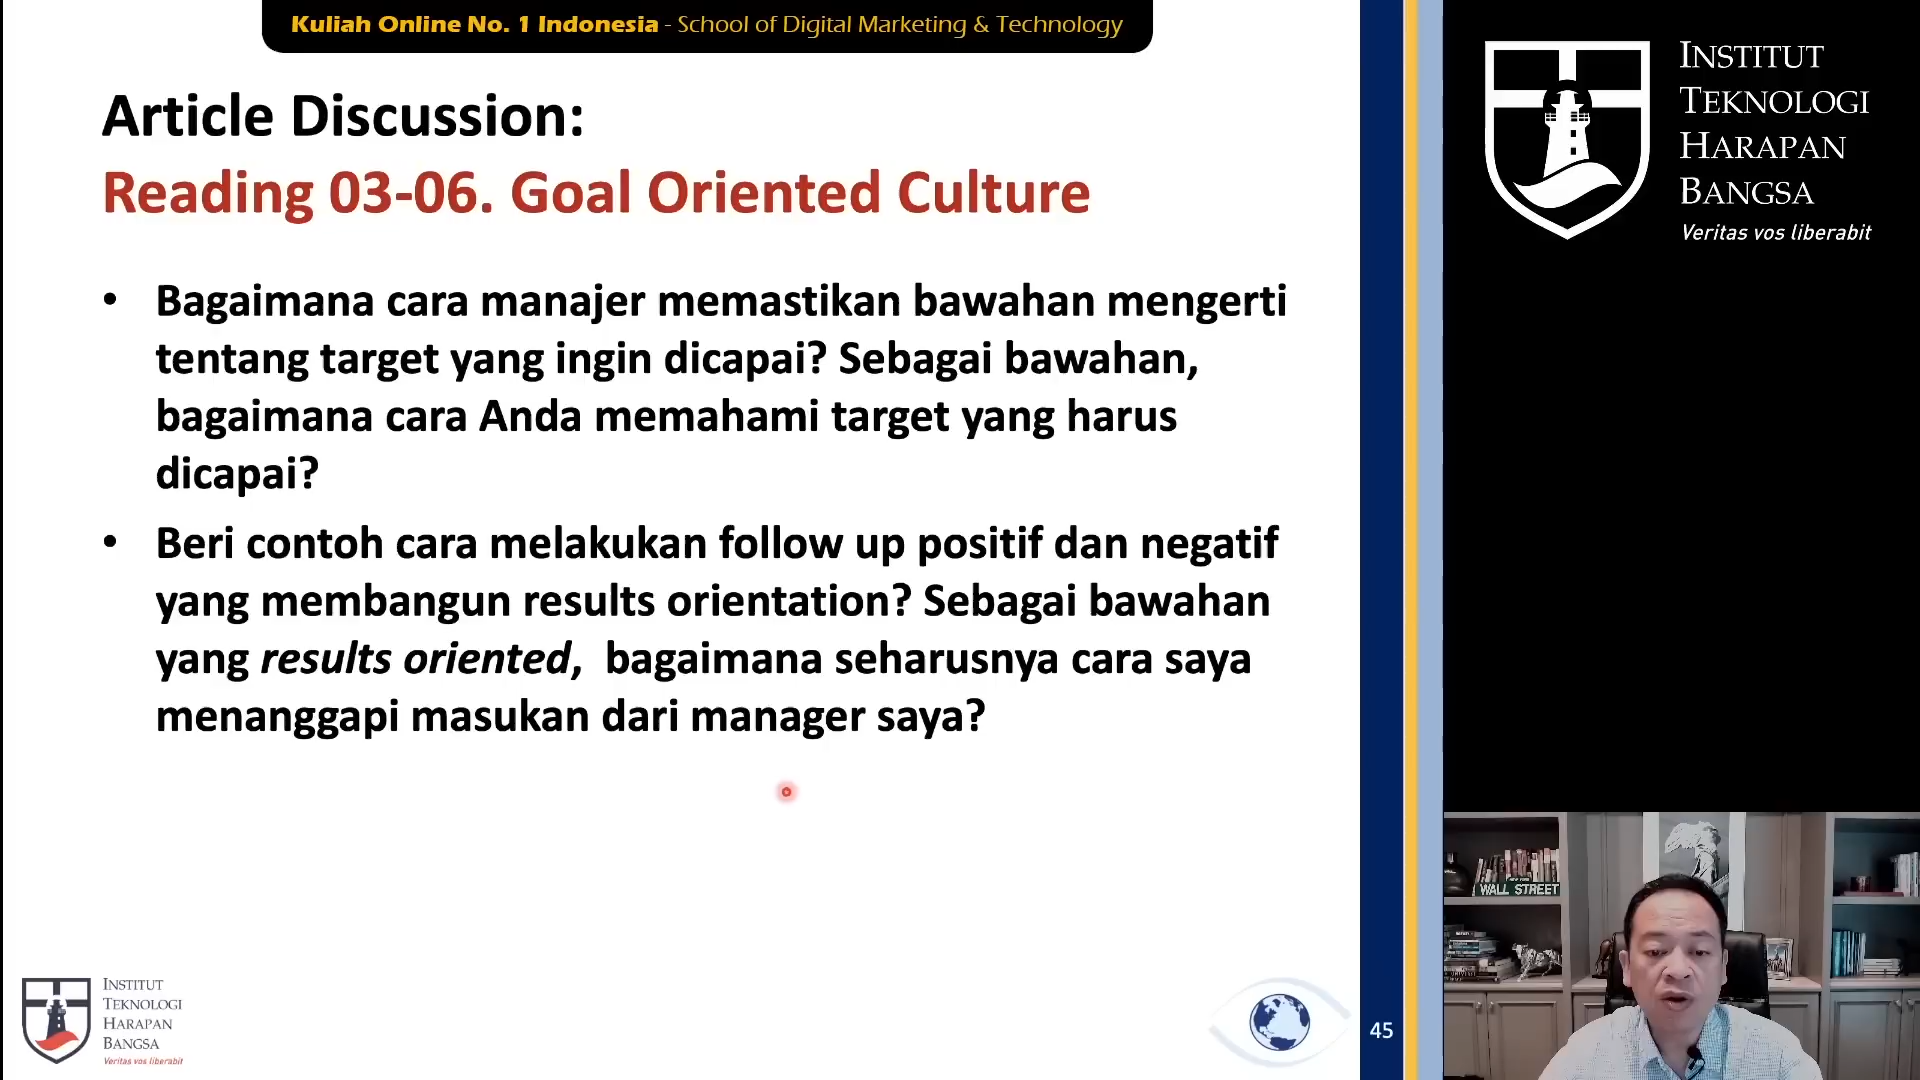 Kuliah Online No. 1 Indonesia - School of Digital Marketing & Technology
Article Discussion:
Reading 03-06. Goal Oriented Culture
• Bagaimana cara manajer memastikan bawahan mengerti
tentang target yang ingin dicapai? Sebagai bawahan,
bagaimana cara Anda memahami target yang harus
dicapai?
• Beri contoh cara melakukan follow up positif dan negatif
yang membangun results orientation? Sebagai bawahan
yang results oriented, bagaimana seharusnya cara saya
menanggapi masukan dari manager saya?
INSTITUT
TEKNOLOGI
HARAPAN
BANGSA
Veritas vos liberabit
45
INSTITUT
TEKNOLOGI
HARAPAN
BANGSA
Veritas vos liberabit
WALL STREET